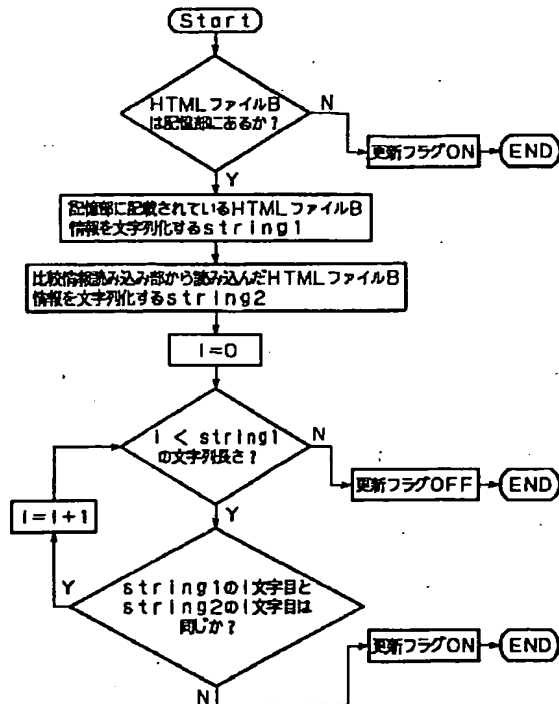 Start
HTMLファイルB
は記憶部にあるか?
N
更新フラグON
END
Y
記憶部に記載されているHTMLファイルB
情報を文字列化するstring1
比較情報読み込み部から読み込んだHTMLファイルB
情報を文字列化するstring2
i=0
i < string1
の文字列長さ?
N
更新フラグOFF
END
i=i+1
Y
Y
string1のi文字目と
string2のi文字目は
同じか?
更新フラグON
END
N